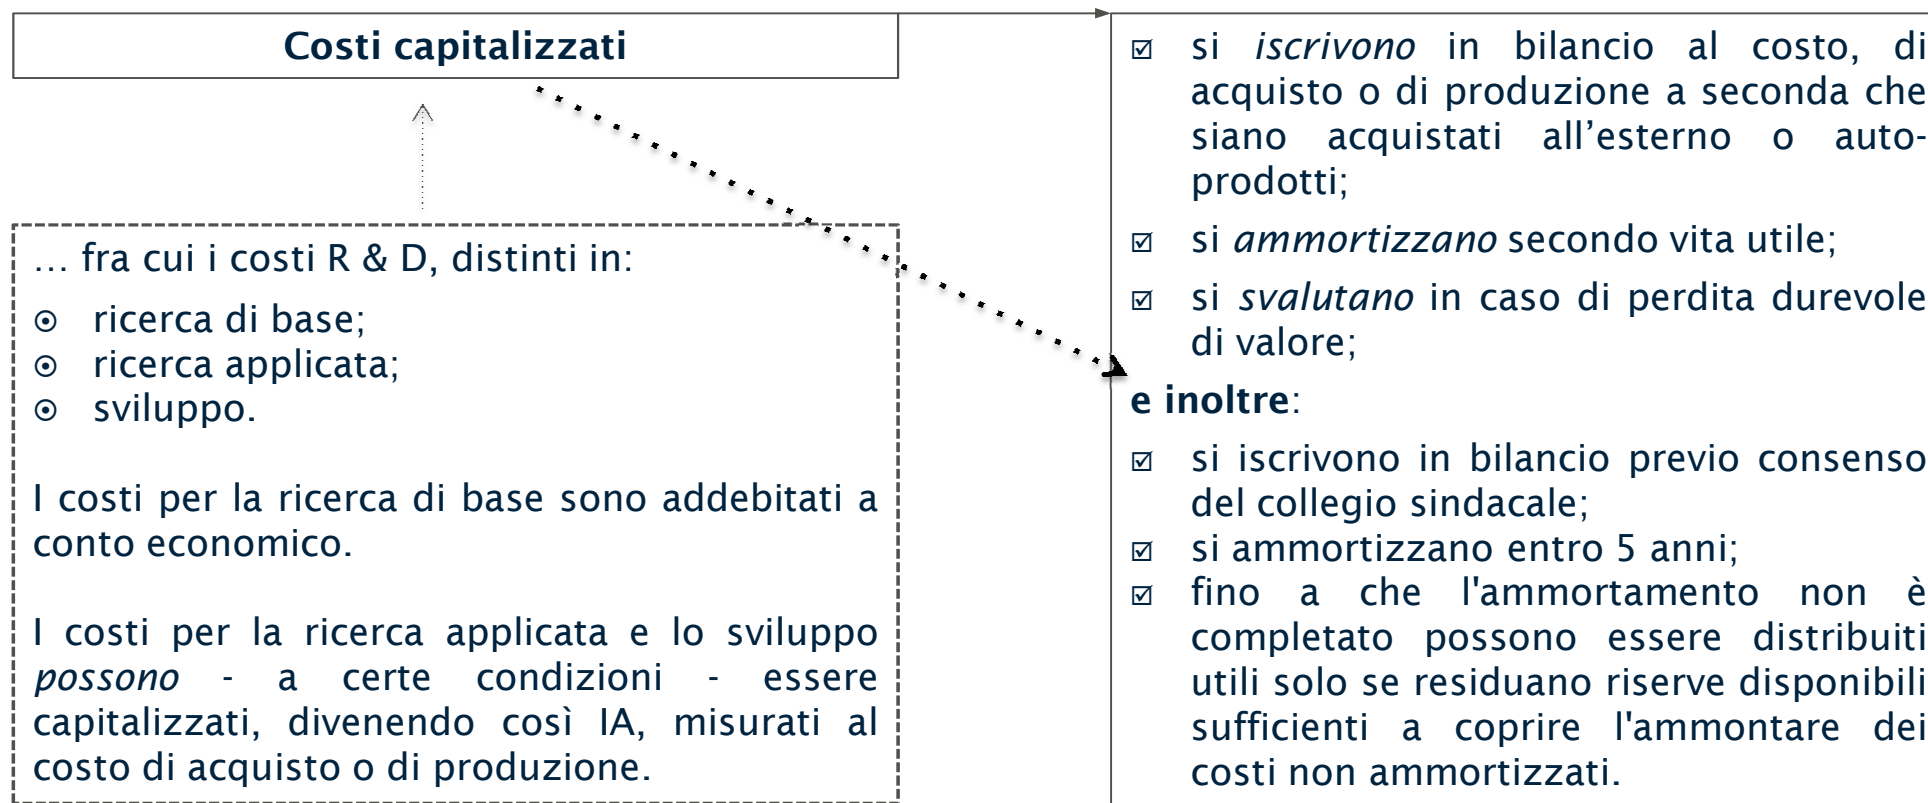 Costi capitalizzati
… fra cui i costi R & D, distinti in:
ricerca di base;
ricerca applicata;
sviluppo.
I costi per la ricerca di base sono addebitati a
conto economico.
I costi per la ricerca applicata e lo sviluppo
possono - a certe condizioni - essere
capitalizzati, divenendo così IA, misurati al
costo di acquisto o di produzione.
si iscrivono in bilancio al costo, di
acquisto o di produzione a seconda che
siano acquistati all’esterno o auto-
prodotti;
si ammortizzano secondo vita utile;
si svalutano in caso di perdita durevole
di valore;
e inoltre:
si iscrivono in bilancio previo consenso
del collegio sindacale;
si ammortizzano entro 5 anni;
fino a che l'ammortamento non è
completato possono essere distribuiti
utili solo se residuano riserve disponibili
sufficienti a coprire l'ammontare dei
costi non ammortizzati.